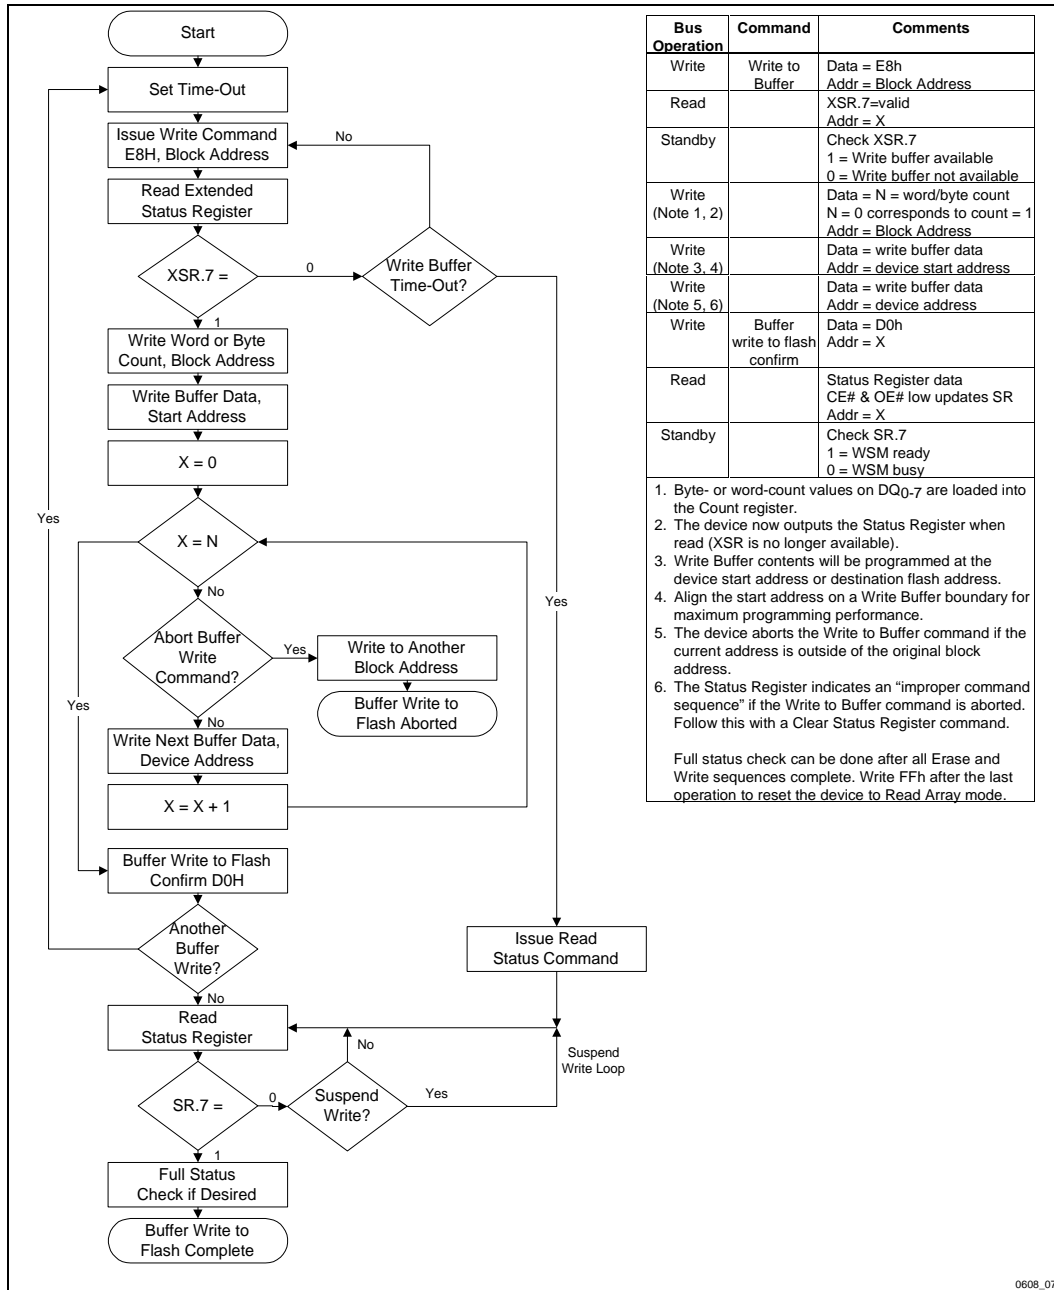 Start
Set Time-Out
Issue Write Command
E8H, Block Address
No
Read Extended
Status Register
XSR.7 =
0
Write Buffer
Time-Out?
1
Write Word or Byte
Count, Block Address
Write Buffer Data,
Start Address
X = 0
Yes
X = N
No
Yes
Abort Buffer
Write
Command?
Yes
Write to Another
Block Address
Buffer Write to
Flash Aborted
Yes
No
Write Next Buffer Data,
Device Address
X = X + 1
Buffer Write to Flash
Confirm D0H
Another
Buffer
Write?
Issue Read
Status Command
No
Read
Status Register
No
Suspend
Write Loop
SR.7 =
0
Suspend
Write?
Yes
1
Full Status
Check if Desired
Buffer Write to
Flash Complete
Bus
Operation
Command
Comments
Write
Write to
Buffer
Data = E8h
Addr = Block Address
Read
XSR.7=valid
Addr = X
Standby
Check XSR.7
1 = Write buffer available
0 = Write buffer not available
Write
(Note 1, 2)
Data = N = word/byte count
N = 0 corresponds to count = 1
Addr = Block Address
Write
(Note 3, 4)
Data = write buffer data
Addr = device start address
Write
(Note 5, 6)
Data = write buffer data
Addr = device address
Write
Buffer
write to flash
confirm
Data = D0h
Addr = X
Read
Status Register data
CE# & OE# low updates SR
Addr = X
Standby
Check SR.7
1 = WSM ready
0 = WSM busy
1. Byte- or word-count values on DQ0-7 are loaded into
the Count register.
2. The device now outputs the Status Register when
read (XSR is no longer available).
3. Write Buffer contents will be programmed at the
device start address or destination flash address.
4. Align the start address on a Write Buffer boundary for
maximum programming performance.
5. The device aborts the Write to Buffer command if the
current address is outside of the original block
address.
6. The Status Register indicates an “improper command
sequence” if the Write to Buffer command is aborted.
Follow this with a Clear Status Register command.
Full status check can be done after all Erase and
Write sequences complete. Write FFh after the last
operation to reset the device to Read Array mode.
0608_07